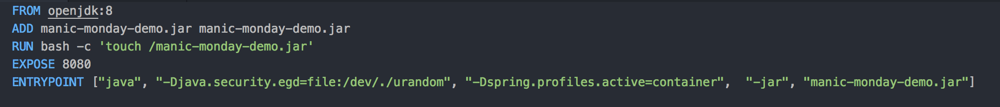 FROM openjdk:8
ADD manic-monday-demo.jar manic-monday-demo.jar
RUN bash -c 'touch /manic-monday-demo.jar'
EXPOSE 8080
ENTRYPOINT ["java", "-Djava.security.egd=file:/dev/./urandom", "-Dspring.profiles.active=container",  "-jar", "manic-monday-demo.jar"]